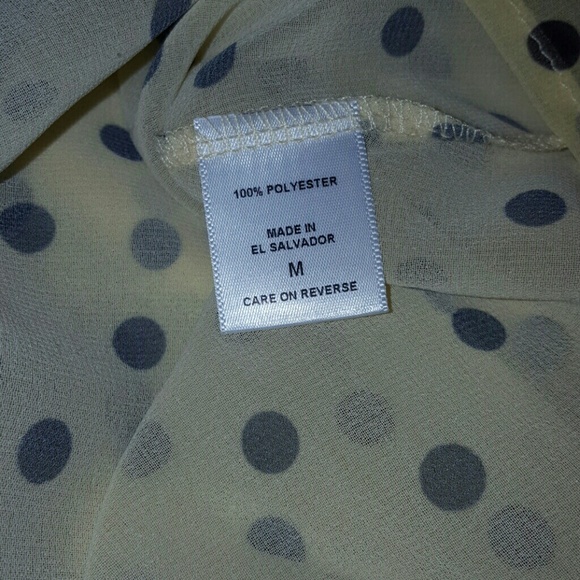 100% POLYESTER
MADE IN
EL SALVADOR
M
CARE ON REVERSE